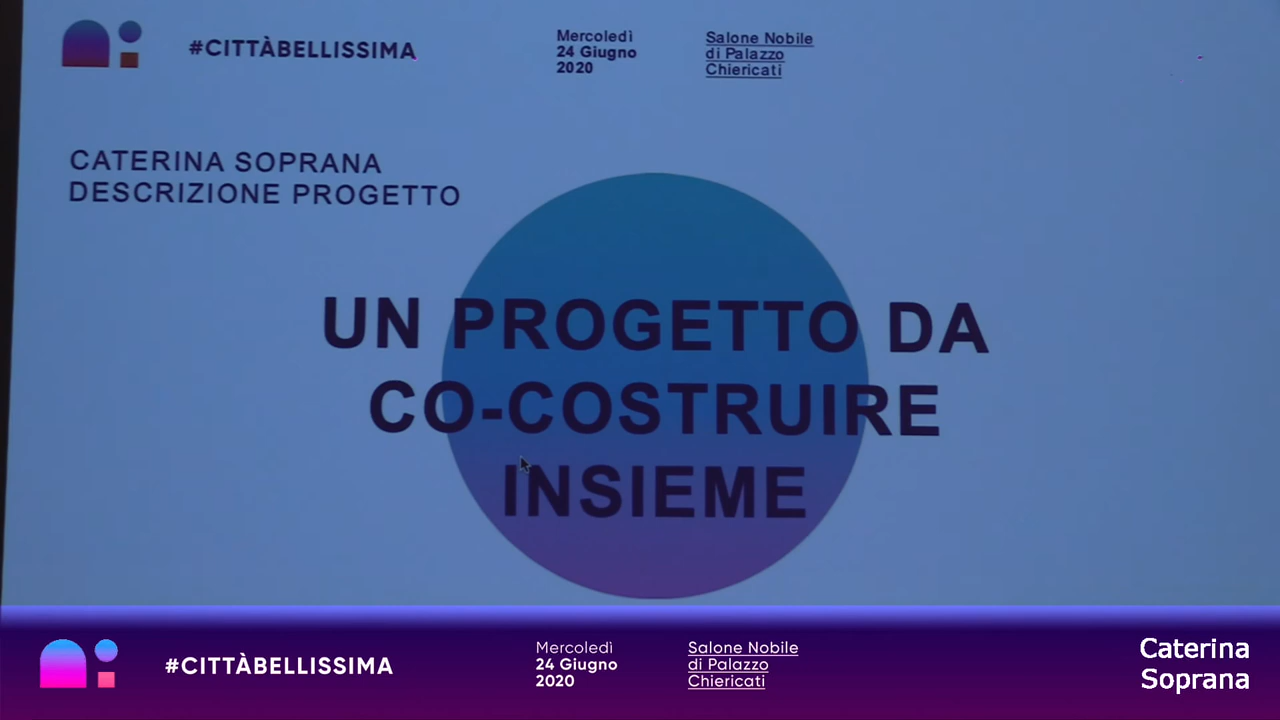 #CITTÀBELLISSIMA
Mercoledì
24 Giugno
2020
Salone Nobile
di Palazzo
Chiericati
CATERINA SOPRANA
DESCRIZIONE PROGETTO
UN PROGETTO DA
CO-COSTRUIRE
INSIEME
#CITTÀBELLISSIMA
Mercoledì
24 Giugno
2020
Salone Nobile
di Palazzo
Chiericati
Caterina
Soprana